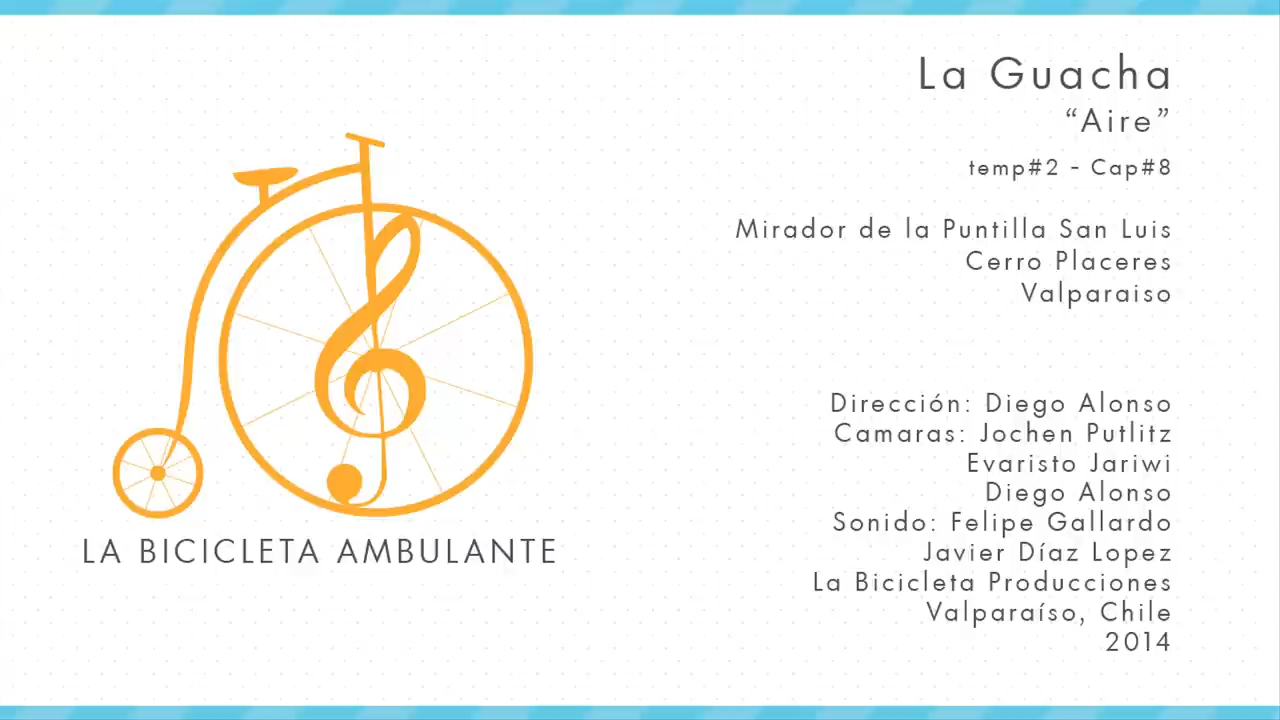 La Guacha
“Aire”
temp#2 - Cap#8
Mirador de la Puntilla San Luis
Cerro Placeres
Valparaiso
Dirección: Diego Alonso
Camaras: Jochen Putlitz
Evaristo Jariwi
Diego Alonso
Sonido: Felipe Gallardo
Javier Díaz Lopez
La Bicicleta Producciones
Valparaíso, Chile
2014
LA BICICLETA AMBULANTE